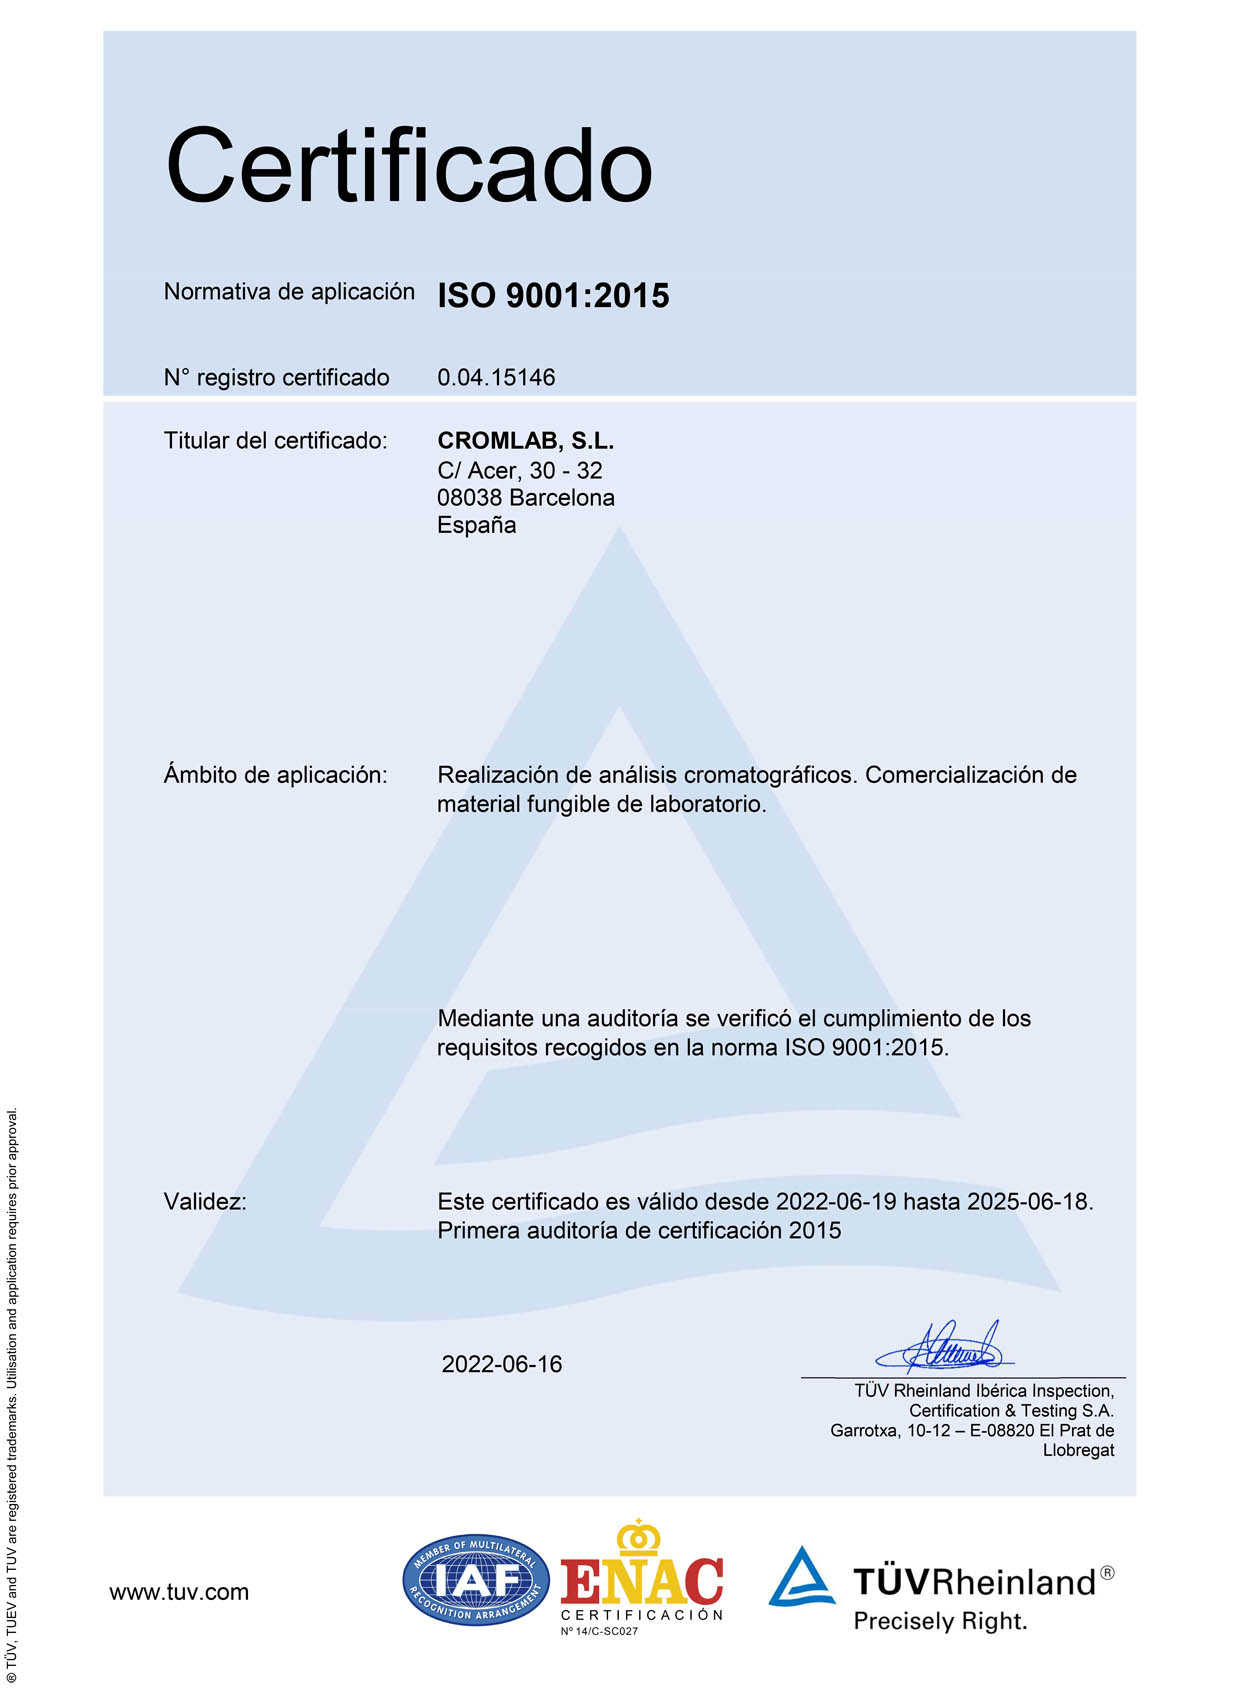 Certificado
Normativa de aplicación ISO 9001:2015
N° registro certificado 0.04.15146
Titular del certificado: CROMLAB, S.L.
C/ Acer, 30 - 32
08038 Barcelona
España
Ámbito de aplicación: Realización de análisis cromatográficos. Comercialización de
material fungible de laboratorio.
Mediante una auditoría se verificó el cumplimiento de los
requisitos recogidos en la norma ISO 9001:2015.
Validez: Este certificado es válido desde 2022-06-19 hasta 2025-06-18.
Primera auditoría de certificación 2015
2022-06-16
TÜV Rheinland Ibérica Inspection,
Certification & Testing S.A.
Garrotxa, 10-12 – E-08820 El Prat de
Llobregat
® TÜV, TUEV and TUV are registered trademarks. Utilisation and application requires prior approval.
www.tuv.com
MEMBER OF MULTILATERAL
IAF
RECOGNITION ARRANGEMENT
ENAC
CERTIFICACIÓN
Nº 14/C-SC027
TÜVRheinland®
Precisely Right.